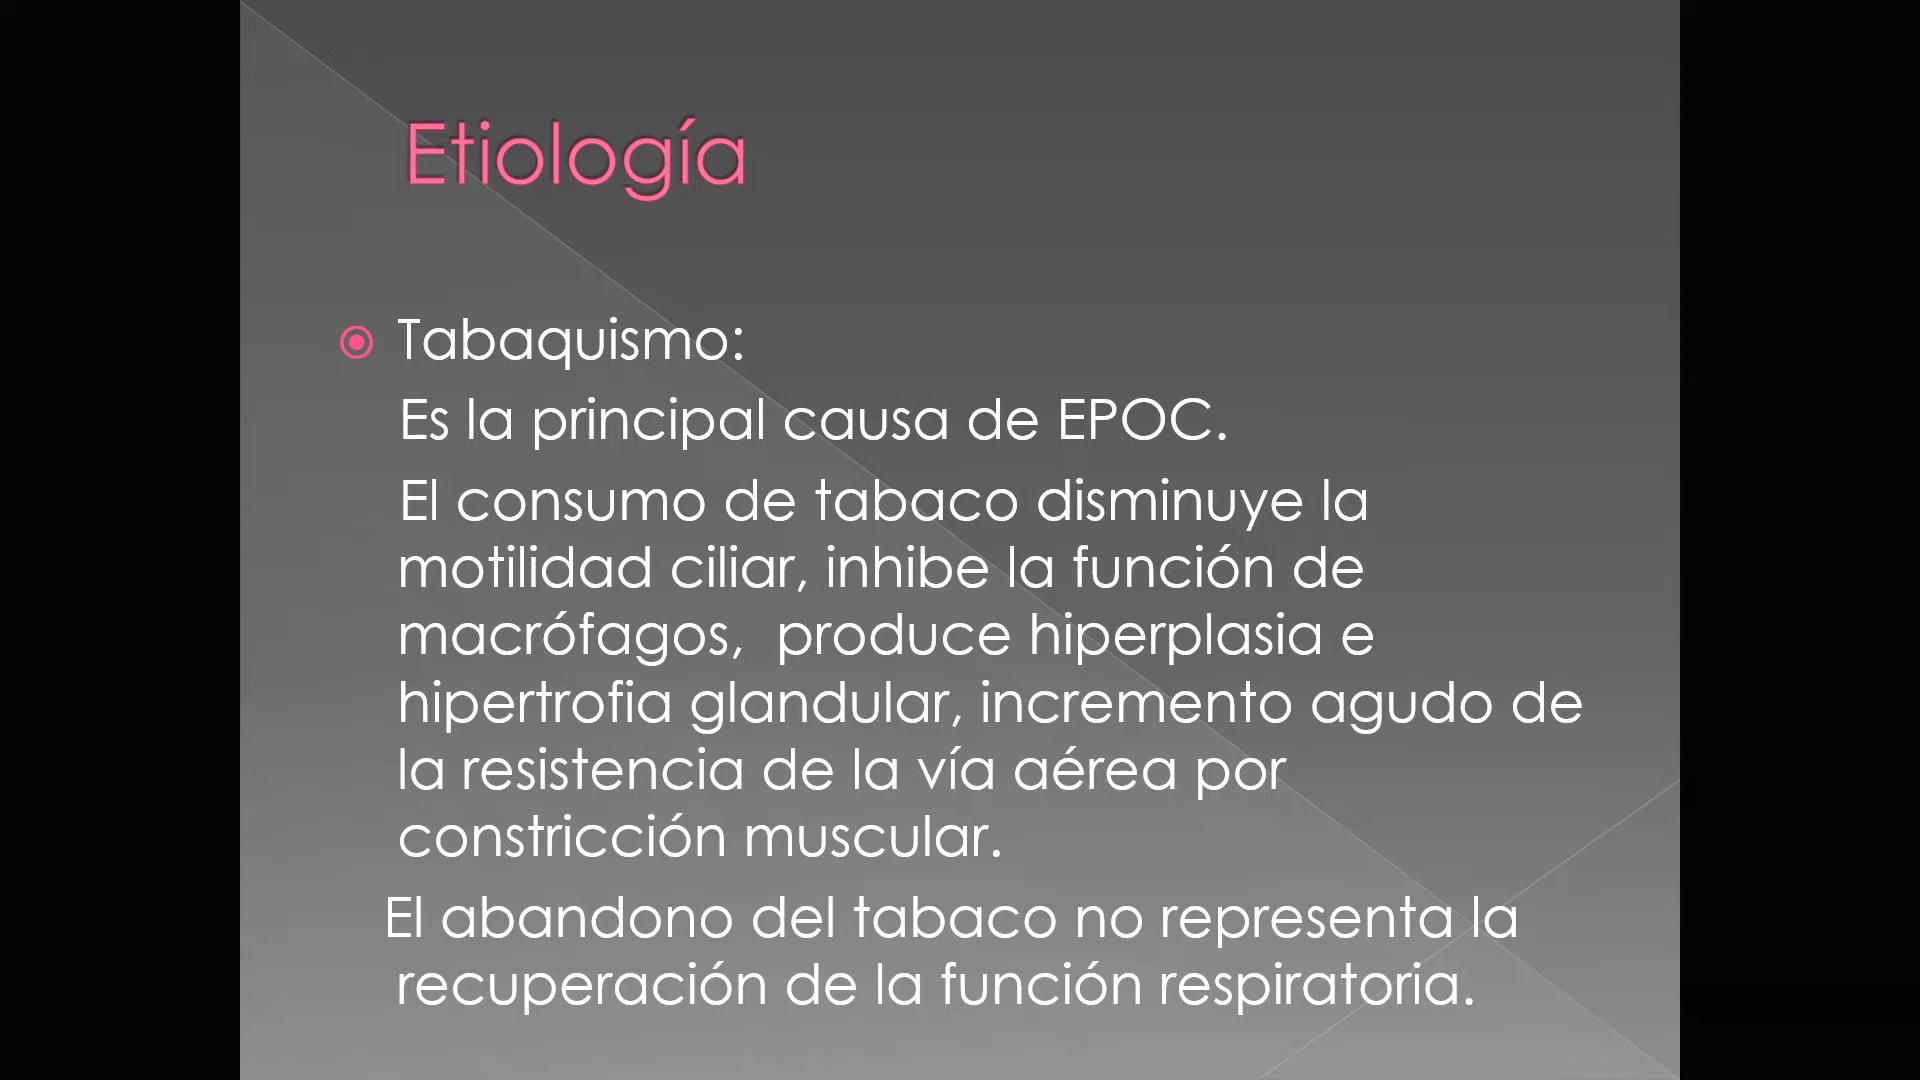 Etiología
Tabaquismo:
Es la principal causa de EPOC.
El consumo de tabaco disminuye la
motilidad ciliar, inhibe la función de
macrófagos,  produce hiperplasia e
hipertrofia glandular, incremento agudo de
la resistencia de la vía aérea por
constricción muscular.
El abandono del tabaco no representa la
recuperación de la función respiratoria.